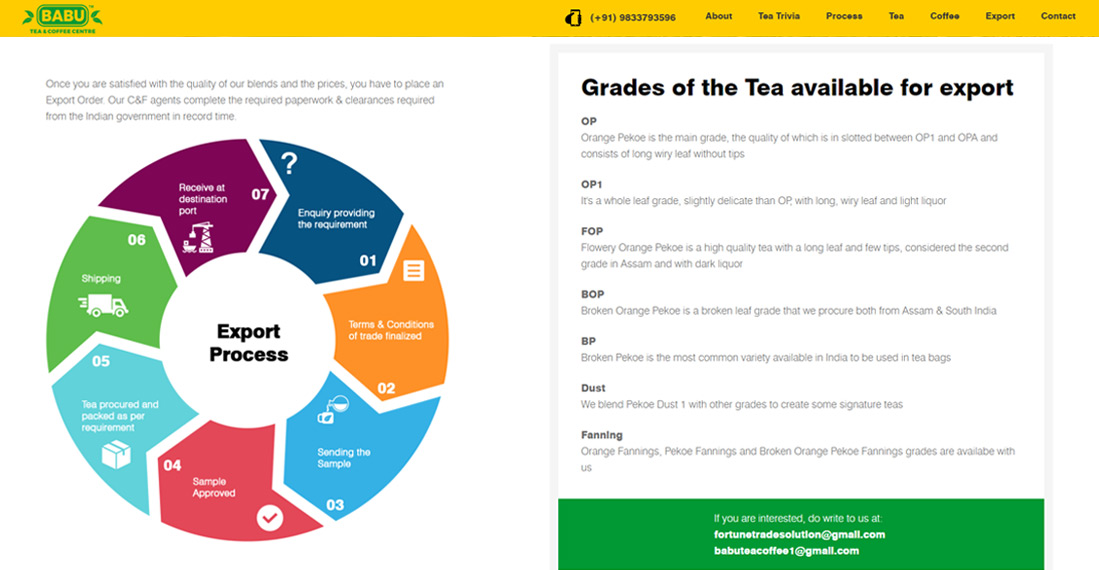 BABU™
TEA & COFFEE CENTRE
(+91) 9833793596
About
Tea Trivia
Process
Tea
Coffee
Export
Contact
Once you are satisfied with the quality of our blends and the prices, you have to place an
Export Order. Our C&F agents complete the required paperwork & clearances required
from the Indian government in record time.
?
Enquiry providing
the requirement
01
Terms & Conditions
of trade finalized
02
Sending the
Sample
03
04
Sample
Approved
05
Tea procured and
packed as per
requirement
06
Shipping
Receive at
destination
port
07
Export
Process
Grades of the Tea available for export
OP
Orange Pekoe is the main grade, the quality of which is in slotted between OP1 and OPA and
consists of long wiry leaf without tips
OP1
It's a whole leaf grade, slightly delicate than OP, with long, wiry leaf and light liquor
FOP
Flowery Orange Pekoe is a high quality tea with a long leaf and few tips, considered the second
grade in Assam and with dark liquor
BOP
Broken Orange Pekoe is a broken leaf grade that we procure both from Assam & South India
BP
Broken Pekoe is the most common variety available in India to be used in tea bags
Dust
We blend Pekoe Dust 1 with other grades to create some signature teas
Fanning
Orange Fannings, Pekoe Fannings and Broken Orange Pekoe Fannings grades are availabe with
us
If you are interested, do write to us at:
fortunetradesolution@gmail.com
babuteacoffee1@gmail.com